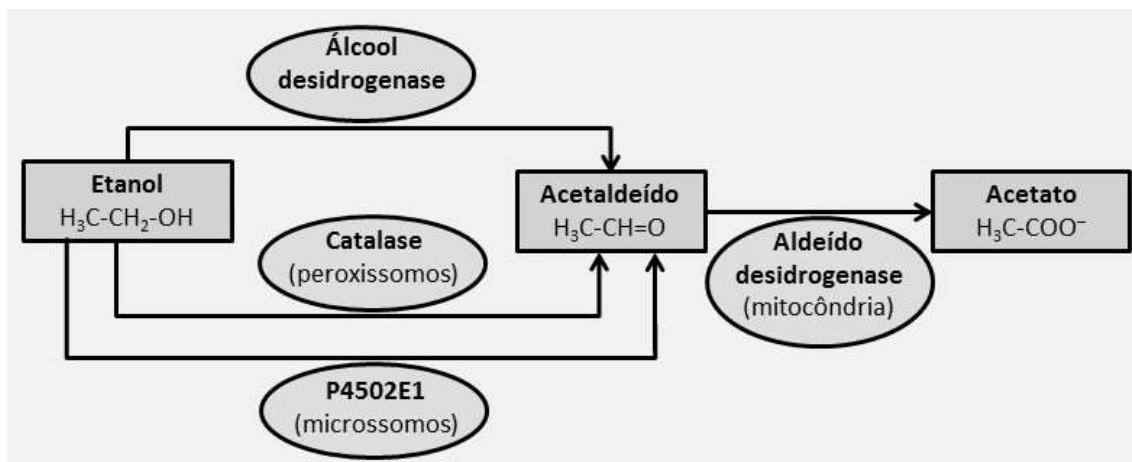 Álcool
desidrogenase
Etanol
H₃C-CH₂-OH
Acetaldeído
H₃C-CH=O
Acetato
H₃C-COO⁻
Catalase
(peroxissomos)
Aldeído
desidrogenase
(mitocôndria)
P4502E1
(microssomos)